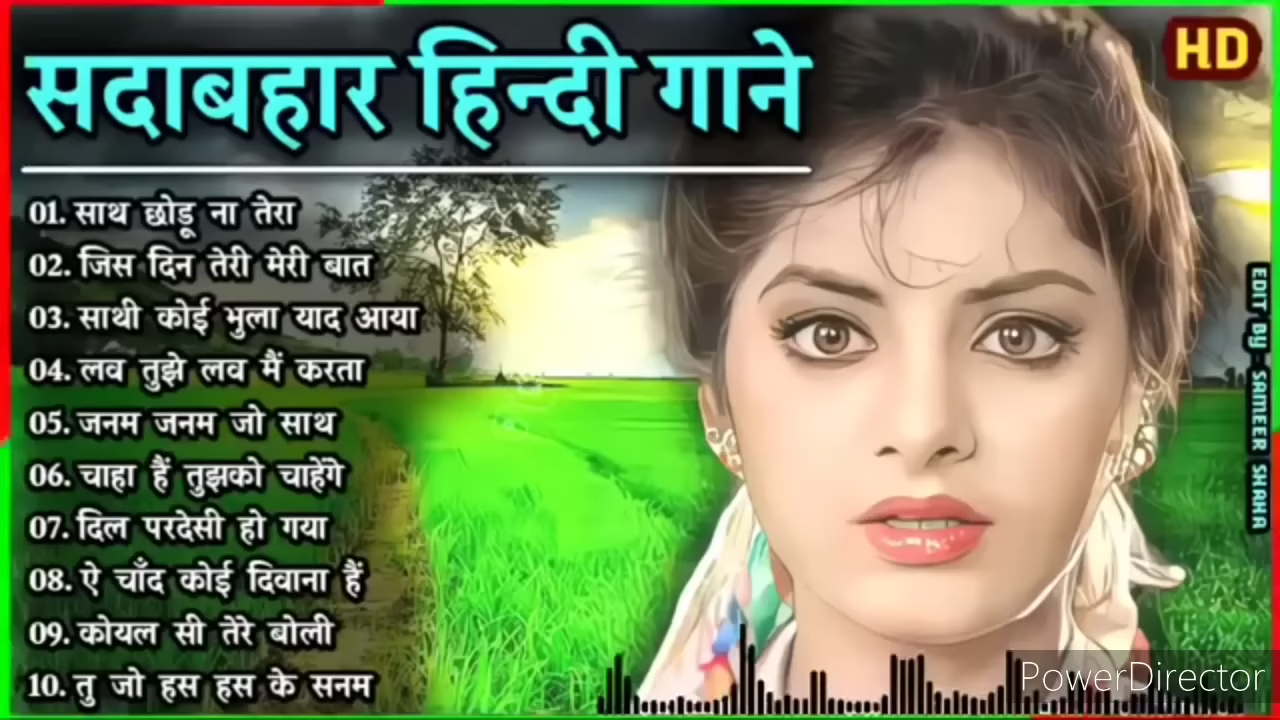 सदाबहार हिन्दी गाने
HD
01. साथ छोडू ना तेरा
02. जिस दिन तेरी मेरी बात
03. साथी कोई भुला याद आया
04. लव तुझे लव मैं करता
05. जनम जनम जो साथ
06. चाहा हैं तुझको चाहेंगे
07. दिल परदेसी हो गया
08. ऐ चाँद कोई दिवाना हैं
09. कोयल सी तेरे बोली
10. तु जो हस हस के सनम
EDIT BY SAMEER SHAHA
PowerDirector